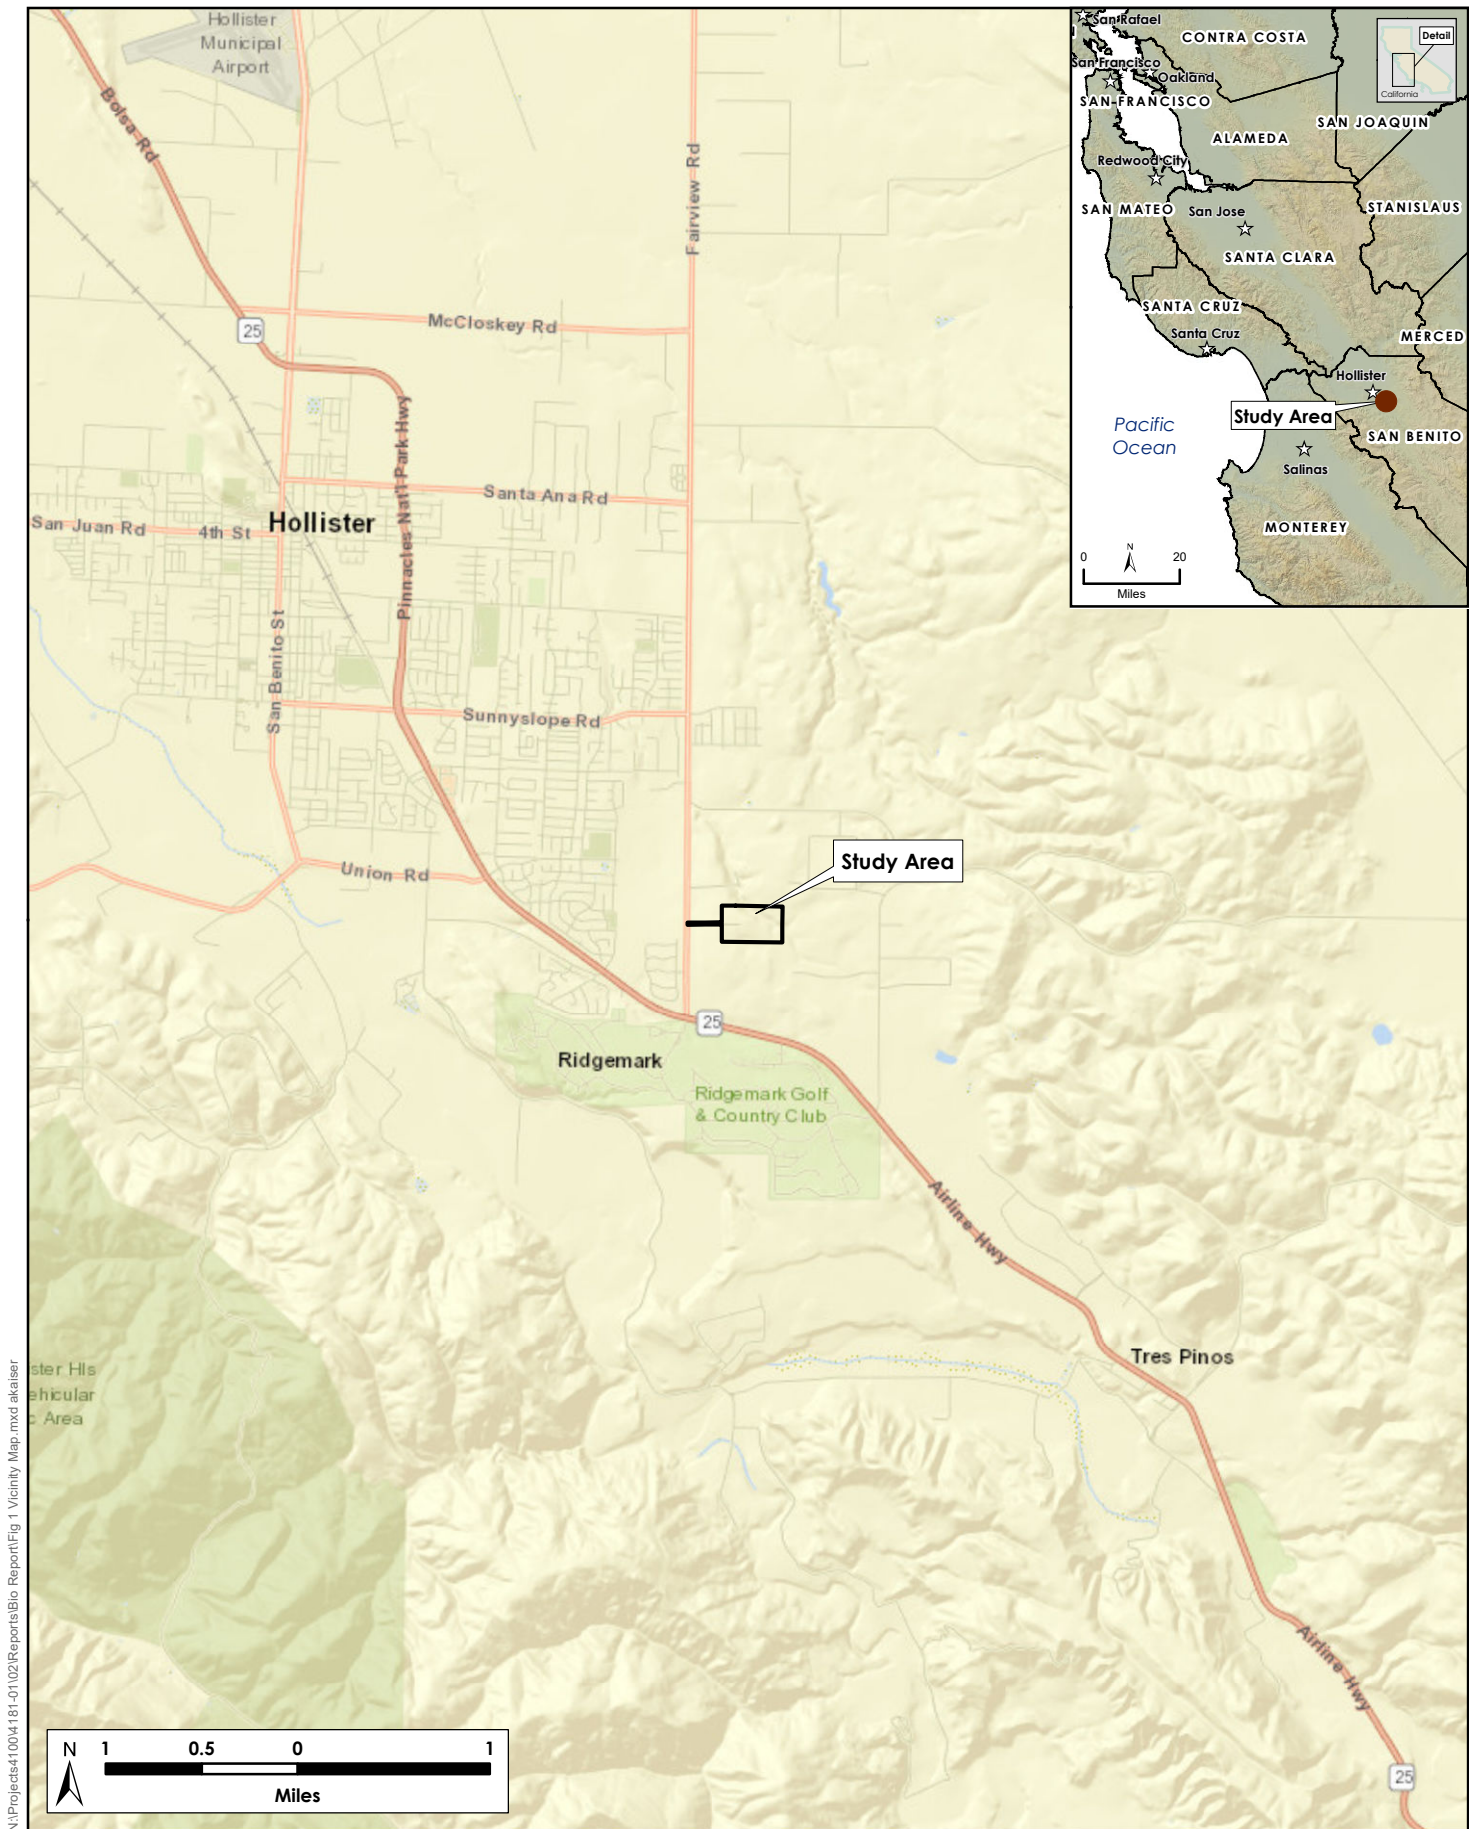 Hollister
Municipal
Airport
Bolsa Rd
Fairview Rd
25
McCloskey Rd
Pinnacles Nat'l Park Hwy
Santa Ana Rd
San Juan Rd
4th St
Hollister
San Benito St
Sunnyslope Rd
Union Rd
Study Area
25
Ridgemark
Ridgemark Golf
& Country Club
Airline Hwy
Tres Pinos
ster Hls
ehicular
c Area
Airline Hwy
25
N
1 0.5 0 1
Miles
San Rafael
CONTRA COSTA
Detail
California
San Francisco
Oakland
SAN FRANCISCO
SAN JOAQUIN
ALAMEDA
Redwood City
SAN MATEO
San Jose
STANISLAUS
SANTA CLARA
SANTA CRUZ
Santa Cruz
MERCED
Hollister
Study Area
Pacific
Ocean
SAN BENITO
Salinas
MONTEREY
0 N 20
Miles
N:\Projects4100\4181-01\02\Reports\Bio Report\Fig 1 Vicinity Map.mxd akaiser